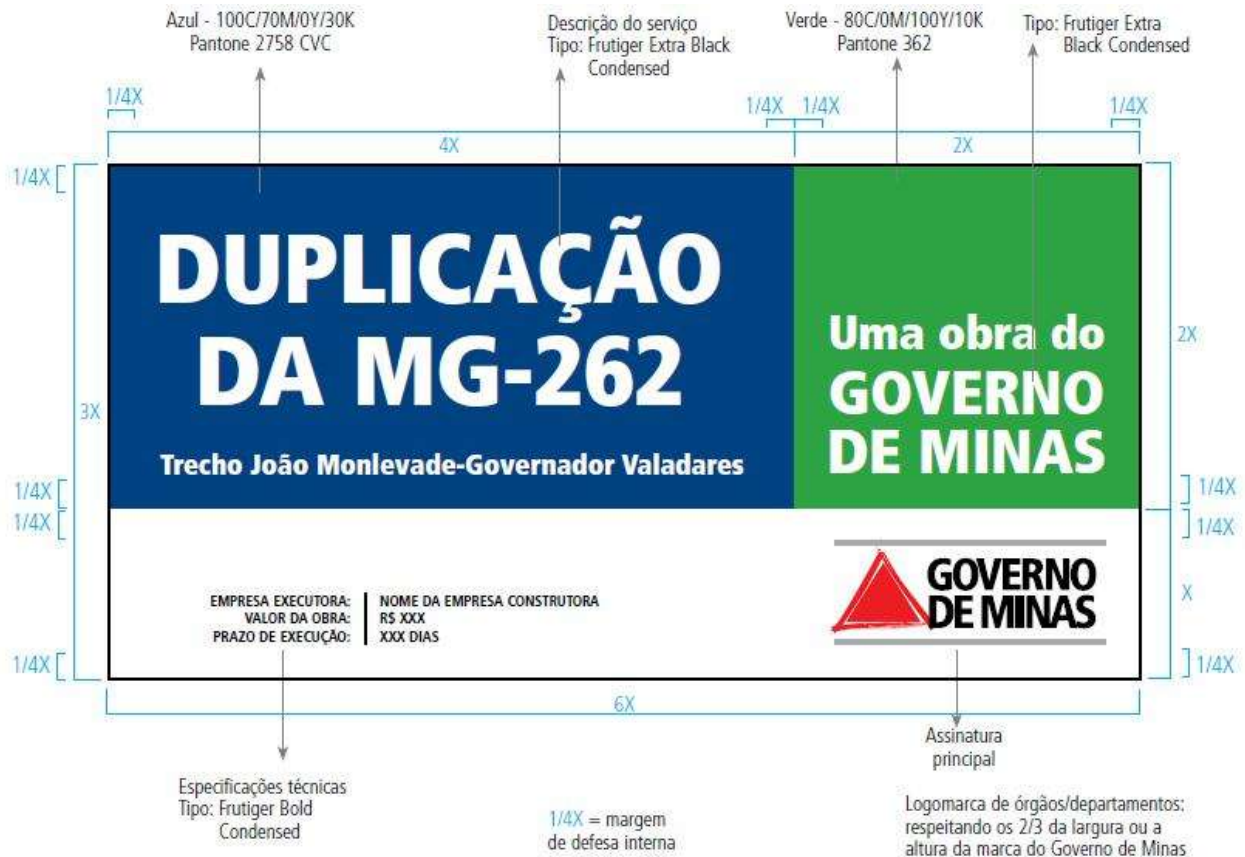 Azul - 100C/70M/0Y/30K
Pantone 2758 CVC
Descrição do serviço
Tipo: Frutiger Extra Black
Condensed
Verde - 80C/0M/100Y/10K
Pantone 362
Tipo: Frutiger Extra
Black Condensed
1/4X
1/4X
1/4X
1/4X
4X
2X
1/4X
DUPLICAÇÃO
DA MG-262
Trecho João Monlevade-Governador Valadares
Uma obra do
GOVERNO
DE MINAS
2X
3X
1/4X
1/4X
1/4X
1/4X
EMPRESA EXECUTORA: NOME DA EMPRESA CONSTRUTORA
VALOR DA OBRA: R$ XXX
PRAZO DE EXECUÇÃO: XXX DIAS
GOVERNO
DE MINAS
X
1/4X
1/4X
6X
Assinatura
principal
Especificações técnicas
Tipo: Frutiger Bold
Condensed
1/4X = margem
de defesa interna
Logomarca de órgãos/departamentos:
respeitando os 2/3 da largura ou a
altura da marca do Governo de Minas